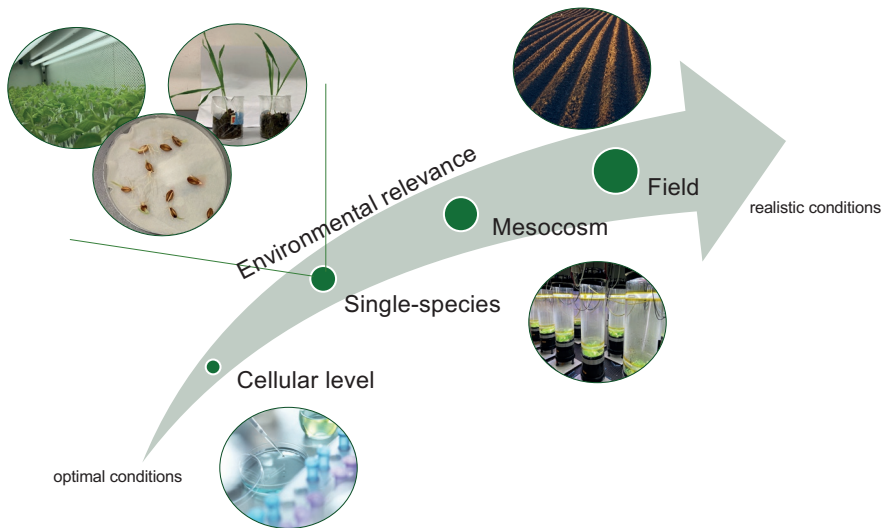 Environmental relevance
Field
realistic conditions
Mesocosm
Single-species
Cellular level
optimal conditions